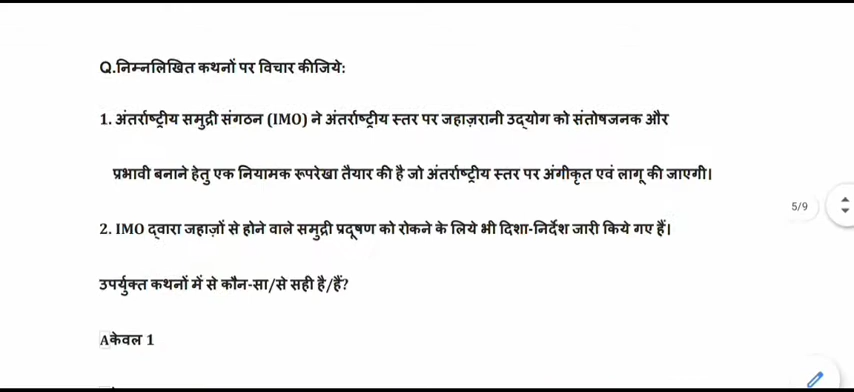 Q.निम्नलिखित कथनों पर विचार कीजिये:
1. अंतर्राष्ट्रीय समुद्री संगठन (IMO) ने अंतर्राष्ट्रीय स्तर पर जहाज़रानी उद्योग को संतोषजनक और
प्रभावी बनाने हेतु एक नियामक रूपरेखा तैयार की है जो अंतर्राष्ट्रीय स्तर पर अंगीकृत एवं लागू की जाएगी।
5/9
2. IMO द्वारा जहाज़ों से होने वाले समुद्री प्रदूषण को रोकने के लिये भी दिशा-निर्देश जारी किये गए हैं।
उपर्युक्त कथनों में से कौन-सा/से सही है/हैं?
Aकेवल 1